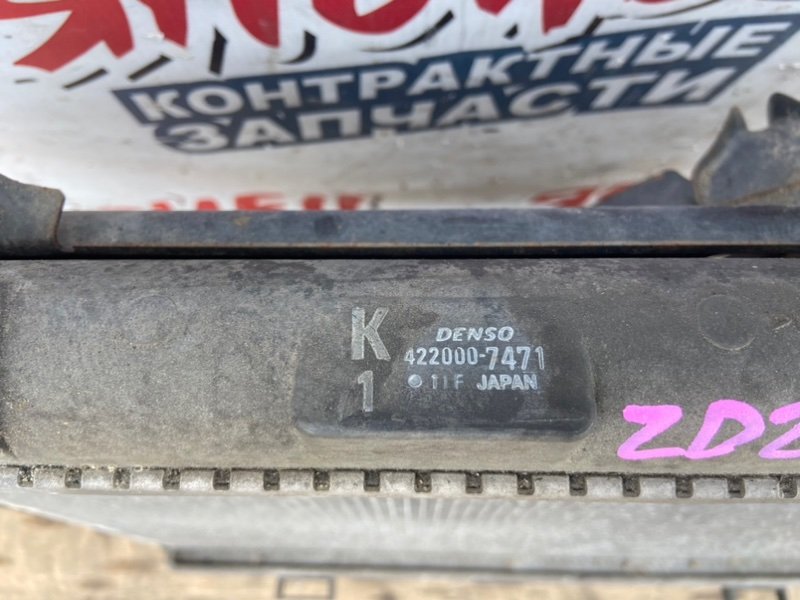 КОНТРАКТНЫЕ
ЗАПЧАСТИ
K
DENSO
422000-7471
1
11F JAPAN
ZD2